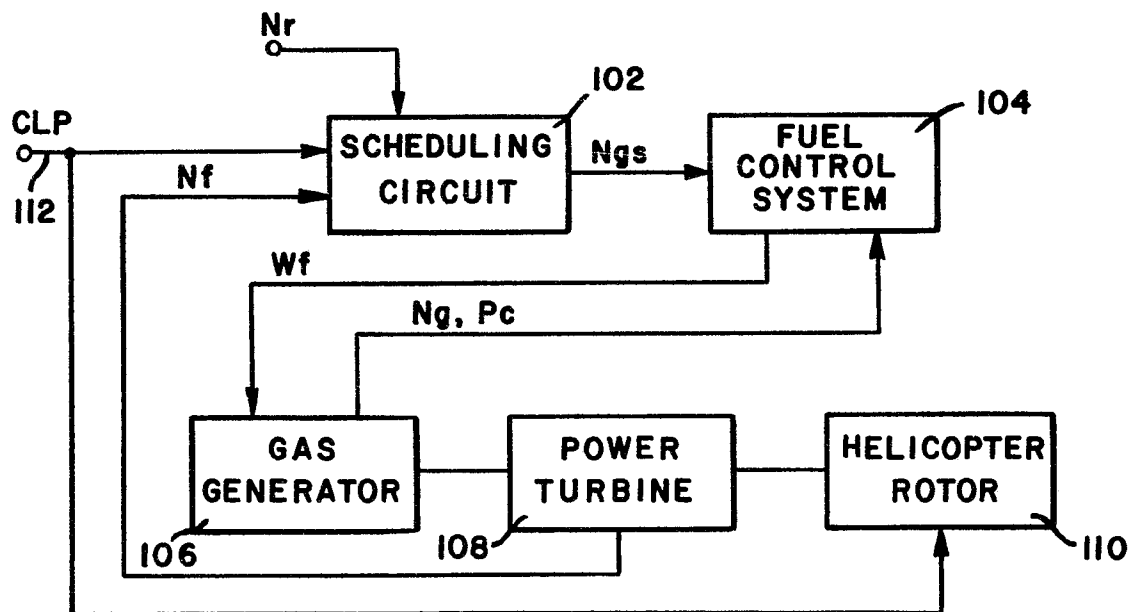 Nr
102
104
CLP
SCHEDULING
CIRCUIT
Ngs
FUEL
CONTROL
SYSTEM
Nf
112
Wf
Ng, Pc
GAS
GENERATOR
POWER
TURBINE
HELICOPTER
ROTOR
106
108
110